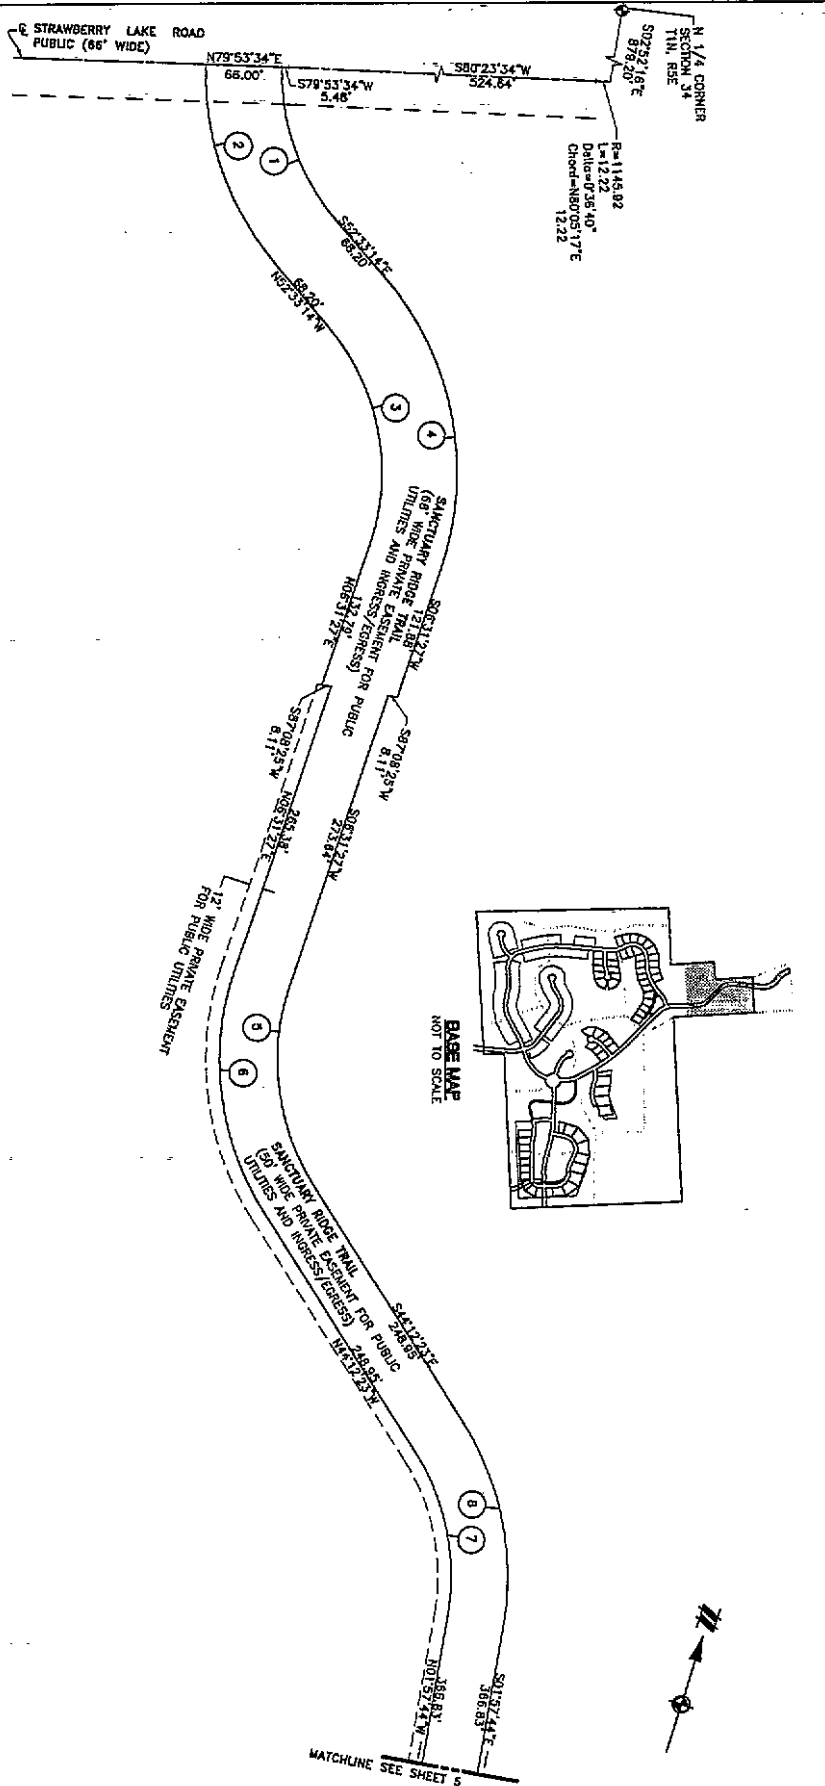 ℄ STRAWBERRY LAKE ROAD
PUBLIC (66' WIDE)
N79°53'34"E
66.00'
S79°53'34"W
5.46'
S80°23'34"W
524.64'
S02°52'16"E
878.20'
N 1/4 CORNER
SECTION 34
T1N, R5E
R=1145.92
L=12.22
Delta=0°36'40"
Chord=N80°05'17"E
12.22
2
1
S52°33'14"E
68.20'
68.20'
N52°33'14"W
3
4
SANCTUARY RIDGE TRAIL
(66' WIDE PRIVATE EASEMENT FOR PUBLIC
UTILITIES AND INGRESS/EGRESS)
S06°31'27"W
121.88'
132.79'
N06°31'27"E
S87°08'25"W
8.11'
S87°08'25"W
8.11'
S06°31'27"W
273.64'
265.38'
N06°31'27"E
12' WIDE PRIVATE EASEMENT
FOR PUBLIC UTILITIES
BASE MAP
NOT TO SCALE
5
6
SANCTUARY RIDGE TRAIL
(50' WIDE PRIVATE EASEMENT FOR PUBLIC
UTILITIES AND INGRESS/EGRESS)
S44°12'23"E
248.95'
248.95'
N44°12'23"W
8
7
S01°57'44"E
366.83'
366.83'
N01°57'44"W
MATCHLINE SEE SHEET 5
N